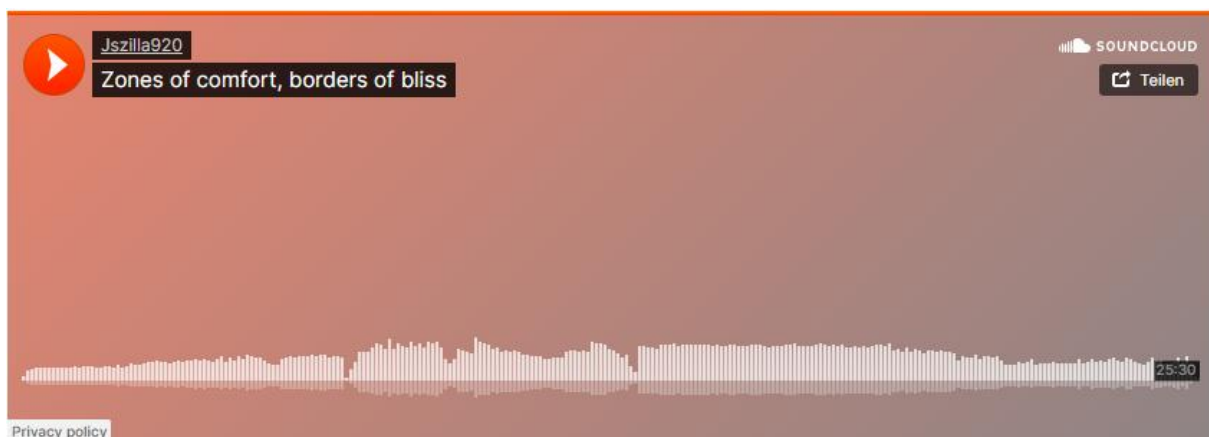 Jszilla920
SOUNDCLOUD
Zones of comfort, borders of bliss
Teilen
25:30
Privacy policy